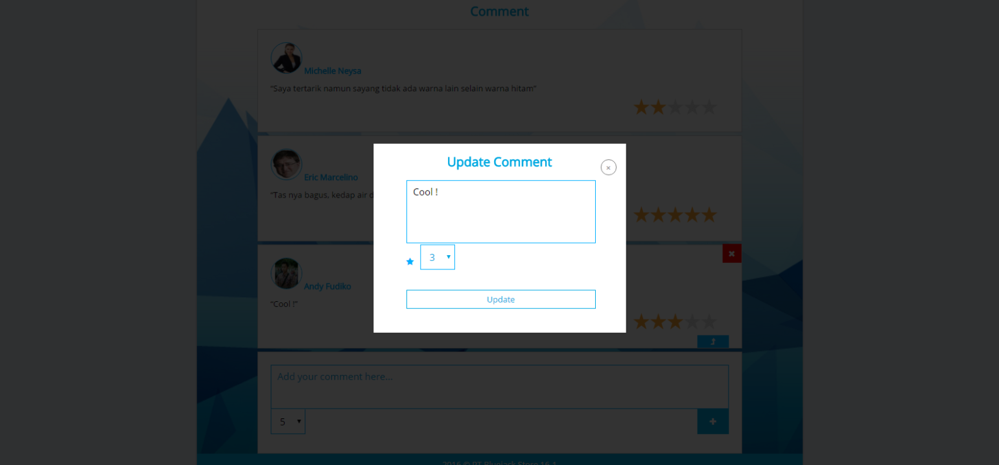 Comment
Michelle Neysa
“Saya tertarik namun sayang tidak ada warna lain selain warna hitam”
Eric Marcelino
“Tas nya bagus, kedap air
Andy Fudiko
“Cool !”
Update Comment
×
Cool !
3
Update
Add your comment here...
5
2016 © PT Bluejack Store 16.1